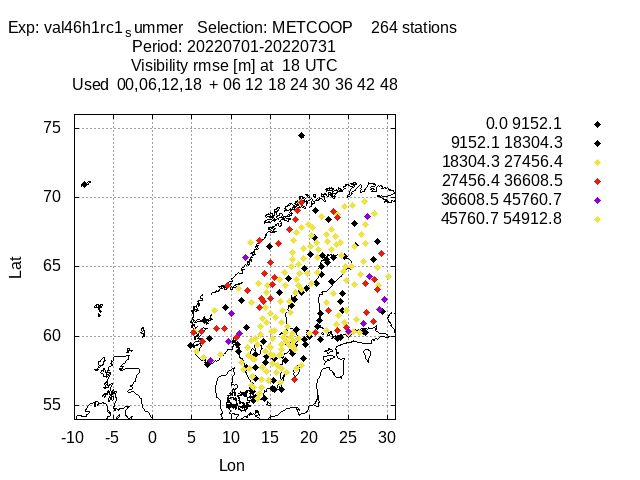 Exp: val46h1rc1summer Selection: METCOOP 264 stations
Period: 20220701-20220731
Visibility rmse [m] at 18 UTC
Used 00,06,12,18 + 06 12 18 24 30 36 42 48
0.0 9152.1
9152.1 18304.3
18304.3 27456.4
27456.4 36608.5
36608.5 45760.7
45760.7 54912.8
75
70
65
60
55
Lat
-10 -5 0 5 10 15 20 25 30
Lon